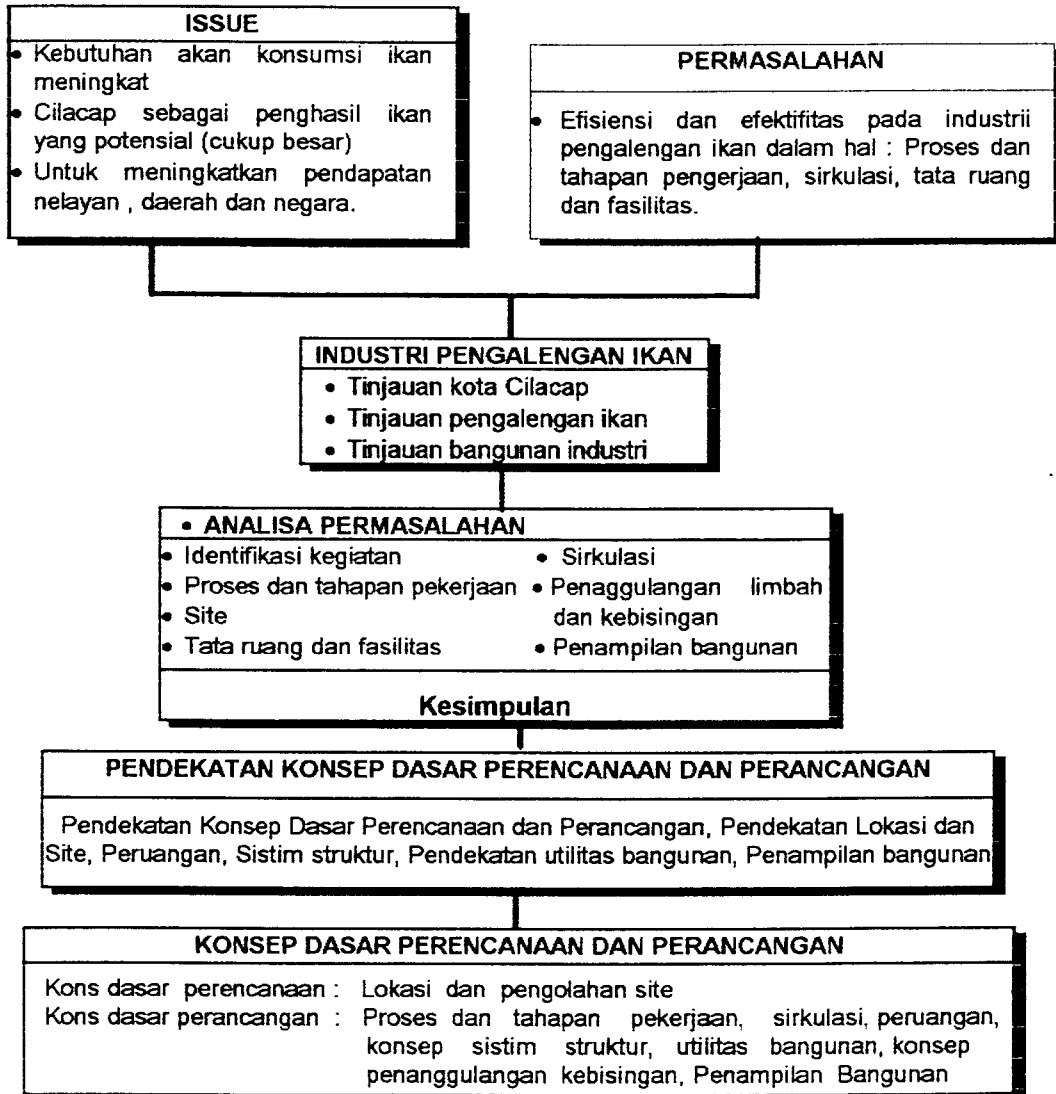 ISSUE
• Kebutuhan akan konsumsi ikan
meningkat
• Cilacap sebagai penghasil ikan
yang potensial (cukup besar)
• Untuk meningkatkan pendapatan
nelayan , daerah dan negara.
PERMASALAHAN
• Efisiensi dan efektifitas pada industrii
pengalengan ikan dalam hal : Proses dan
tahapan pengerjaan, sirkulasi, tata ruang
dan fasilitas.
INDUSTRI PENGALENGAN IKAN
• Tinjauan kota Cilacap
• Tinjauan pengalengan ikan
• Tinjauan bangunan industri
• ANALISA PERMASALAHAN
• Identifikasi kegiatan
• Proses dan tahapan pekerjaan
• Site
• Tata ruang dan fasilitas
• Sirkulasi
• Penaggulangan limbah
dan kebisingan
• Penampilan bangunan
Kesimpulan
PENDEKATAN KONSEP DASAR PERENCANAAN DAN PERANCANGAN
Pendekatan Konsep Dasar Perencanaan dan Perancangan, Pendekatan Lokasi dan
Site, Peruangan, Sistim struktur, Pendekatan utilitas bangunan, Penampilan bangunan
KONSEP DASAR PERENCANAAN DAN PERANCANGAN
Kons dasar perencanaan : Lokasi dan pengolahan site
Kons dasar perancangan : Proses dan tahapan pekerjaan, sirkulasi, peruangan,
konsep sistim struktur, utilitas bangunan, konsep
penanggulangan kebisingan, Penampilan Bangunan